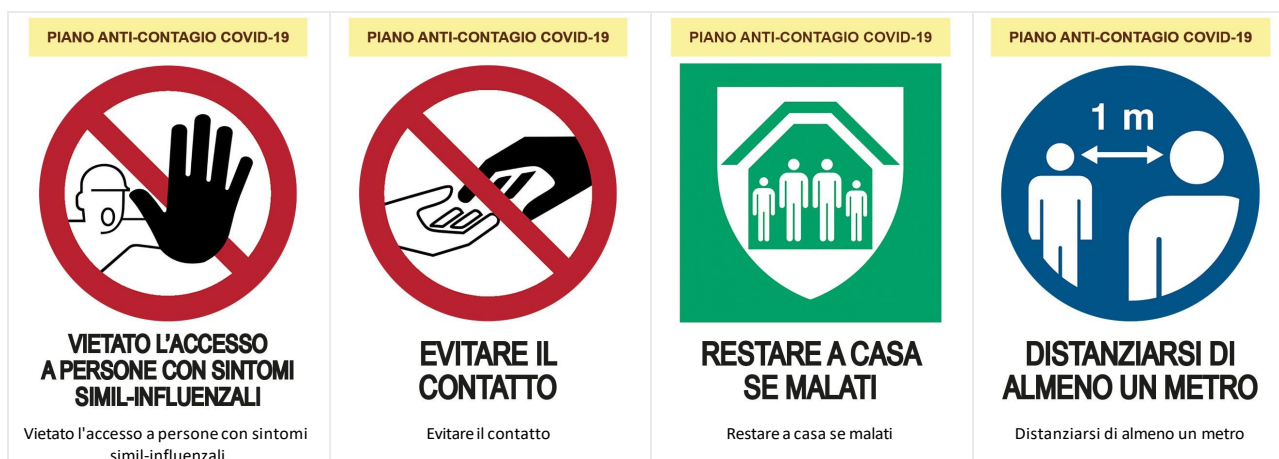 PIANO ANTI-CONTAGIO COVID-19
VIETATO L'ACCESSO
A PERSONE CON SINTOMI
SIMIL-INFLUENZALI
Vietato l'accesso a persone con sintomi
simil-influenzali
PIANO ANTI-CONTAGIO COVID-19
EVITARE IL
CONTATTO
Evitare il contatto
PIANO ANTI-CONTAGIO COVID-19
RESTARE A CASA
SE MALATI
Restare a casa se malati
PIANO ANTI-CONTAGIO COVID-19
1 m
DISTANZIARSI DI
ALMENO UN METRO
Distanziarsi di almeno un metro